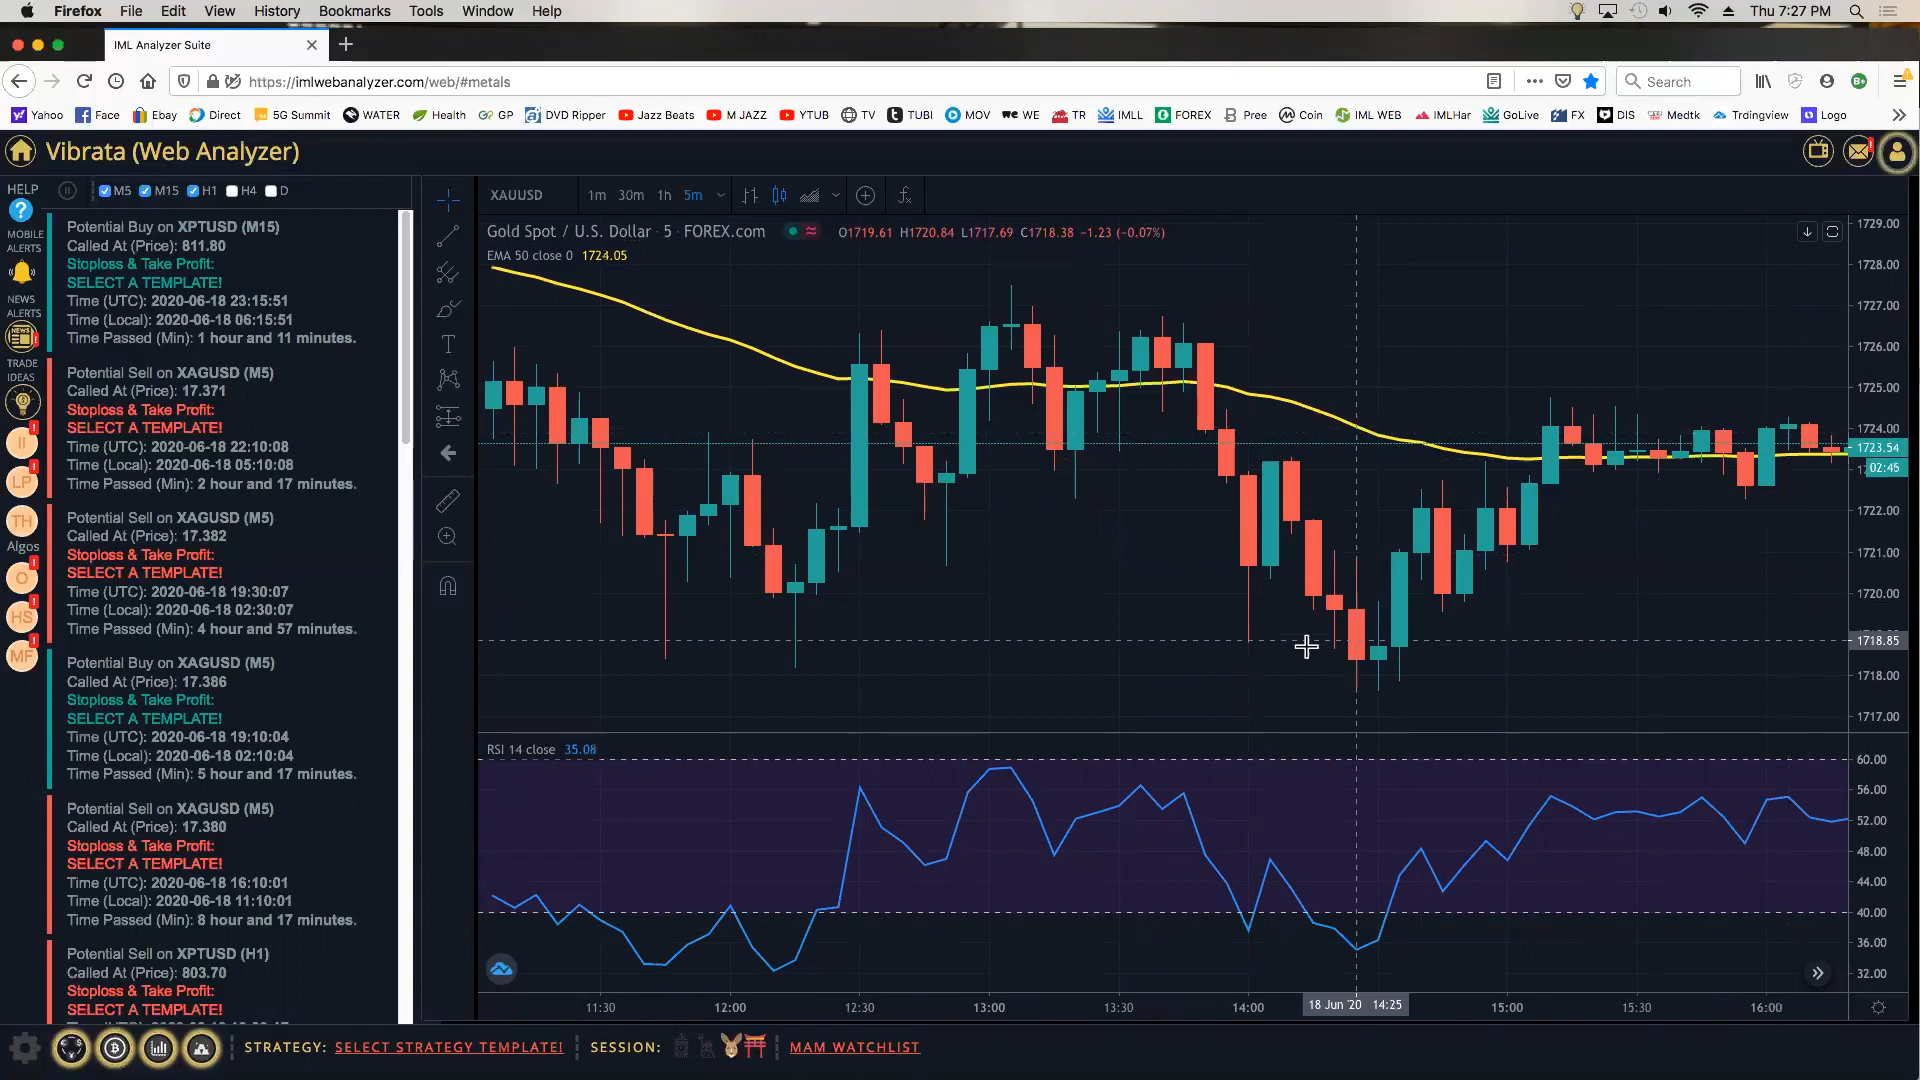 Firefox File Edit View History Bookmarks Tools Window Help Thu 7:27 PM
IML Analyzer Suite
https://imlwebanalyzer.com/web/#metals Search
Yahoo Face Ebay Direct 5G Summit WATER Health GP DVD Ripper Jazz Beats M JAZZ YTUB TV TUBI MOV WE TR IMLL FOREX Pree Coin IML WEB IMLHar GoLive FX DIS Medtk Trdingview Logo
Vibrata (Web Analyzer)
HELP
MOBILE
ALERTS
NEWS
ALERTS
NEWS
TRADE
IDEAS
II
LP
TH
Algos
O
HS
MF
M5 M15 H1 H4 D
Potential Buy on XPTUSD (M15)
Called At (Price): 811.80
Stoploss & Take Profit:
SELECT A TEMPLATE!
Time (UTC): 2020-06-18 23:15:51
Time (Local): 2020-06-18 06:15:51
Time Passed (Min): 1 hour and 11 minutes.
Potential Sell on XAGUSD (M5)
Called At (Price): 17.371
Stoploss & Take Profit:
SELECT A TEMPLATE!
Time (UTC): 2020-06-18 22:10:08
Time (Local): 2020-06-18 05:10:08
Time Passed (Min): 2 hour and 17 minutes.
Potential Sell on XAGUSD (M5)
Called At (Price): 17.382
Stoploss & Take Profit:
SELECT A TEMPLATE!
Time (UTC): 2020-06-18 19:30:07
Time (Local): 2020-06-18 02:30:07
Time Passed (Min): 4 hour and 57 minutes.
Potential Buy on XAGUSD (M5)
Called At (Price): 17.386
Stoploss & Take Profit:
SELECT A TEMPLATE!
Time (UTC): 2020-06-18 19:10:04
Time (Local): 2020-06-18 02:10:04
Time Passed (Min): 5 hour and 17 minutes.
Potential Sell on XAGUSD (M5)
Called At (Price): 17.380
Stoploss & Take Profit:
SELECT A TEMPLATE!
Time (UTC): 2020-06-18 16:10:01
Time (Local): 2020-06-18 11:10:01
Time Passed (Min): 8 hour and 17 minutes.
Potential Sell on XPTUSD (H1)
Called At (Price): 803.70
Stoploss & Take Profit:
SELECT A TEMPLATE!
XAUUSD 1m 30m 1h 5m
Gold Spot / U.S. Dollar · 5 · FOREX.com O1719.61 H1720.84 L1717.69 C1718.38 −1.23 (−0.07%)
EMA 50 close 0 1724.05
1729.00
1728.00
1727.00
1726.00
1725.00
1724.00
1723.54
02:45
1722.00
1721.00
1720.00
1718.85
1718.00
1717.00
RSI 14 close 35.08
60.00
56.00
52.00
48.00
44.00
40.00
36.00
32.00
11:30 12:00 12:30 13:00 13:30 14:00 18 Jun '20 14:25 15:00 15:30 16:00
STRATEGY: SELECT STRATEGY TEMPLATE! SESSION: MAM WATCHLIST